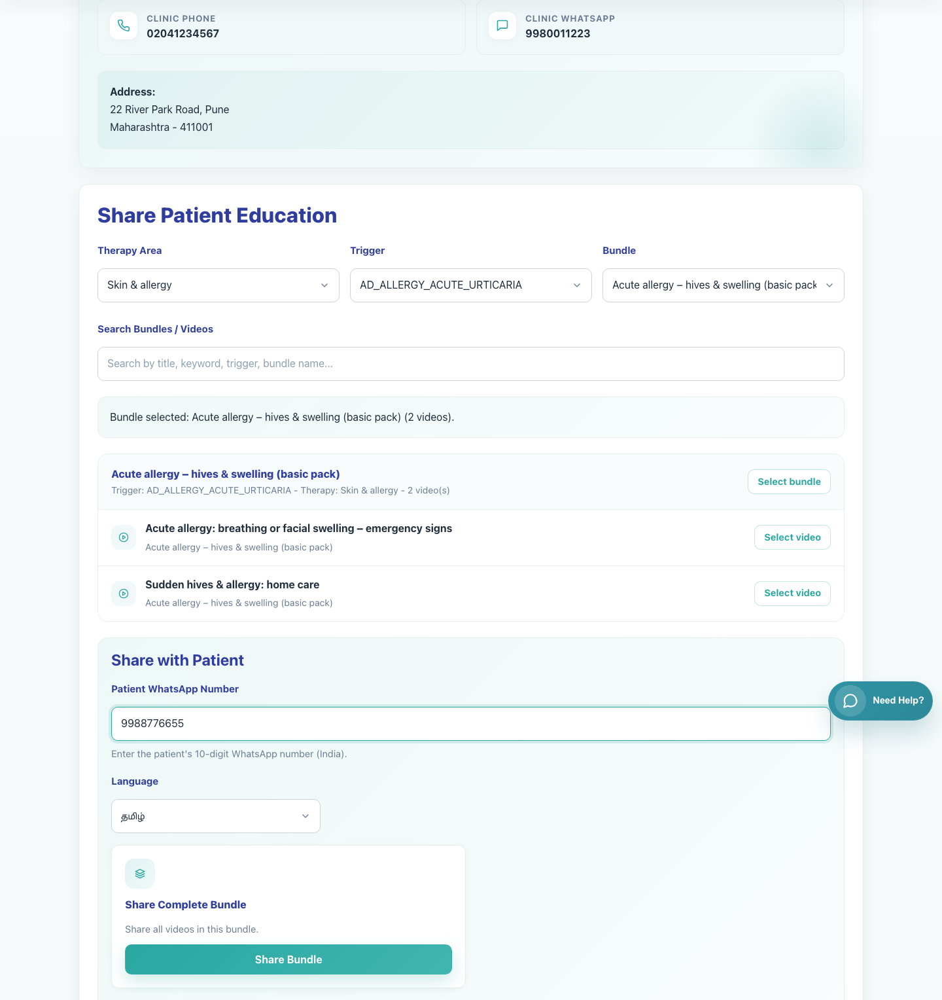 CLINIC PHONE
02041234567
CLINIC WHATSAPP
9980011223
Address:
22 River Park Road, Pune
Maharashtra - 411001
Share Patient Education
Therapy Area
Trigger
Bundle
Skin & allergy
AD_ALLERGY_ACUTE_URTICARIA
Acute allergy – hives & swelling (basic pack
Search Bundles / Videos
Search by title, keyword, trigger, bundle name...
Bundle selected: Acute allergy – hives & swelling (basic pack) (2 videos).
Acute allergy – hives & swelling (basic pack)
Trigger: AD_ALLERGY_ACUTE_URTICARIA - Therapy: Skin & allergy - 2 video(s)
Select bundle
Acute allergy: breathing or facial swelling – emergency signs
Acute allergy – hives & swelling (basic pack)
Select video
Sudden hives & allergy: home care
Acute allergy – hives & swelling (basic pack)
Select video
Share with Patient
Patient WhatsApp Number
9988776655
Need Help?
Enter the patient's 10-digit WhatsApp number (India).
Language
தமிழ்
Share Complete Bundle
Share all videos in this bundle.
Share Bundle